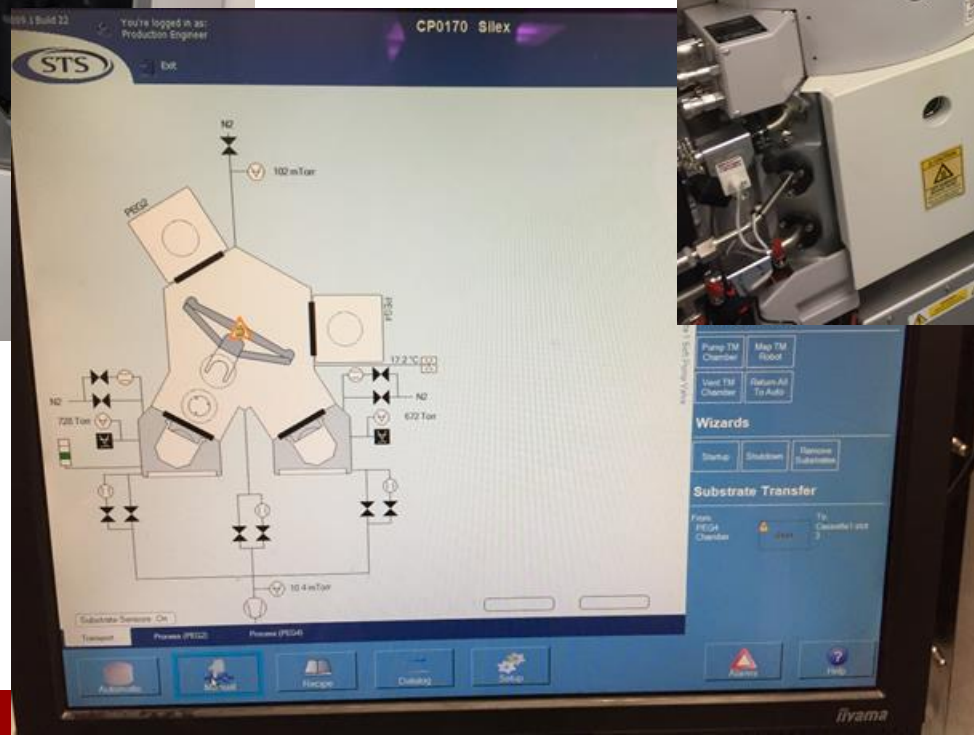 You're logged in as:
Production Engineer
CP0170 Silex
STS
Exit
N2
102 mTorr
PEG2
PEG4
17.2 °C
N2
728 Torr
N2
672 Torr
10.4 mTorr
Substrate Sensors On
Transport
Process (PEG2)
Process (PEG4)
Pump TM
Chamber
Map TM
Robot
Vent TM
Chamber
Return All
To Auto
Wizards
Startup
Shutdown
Remove
Substrates
Substrate Transfer
From:
PEG4
Chamber
To:
Cassette1 slot
3
Automatic
Manual
Recipe
Datalog
Setup
Alarms
Help
iiyama